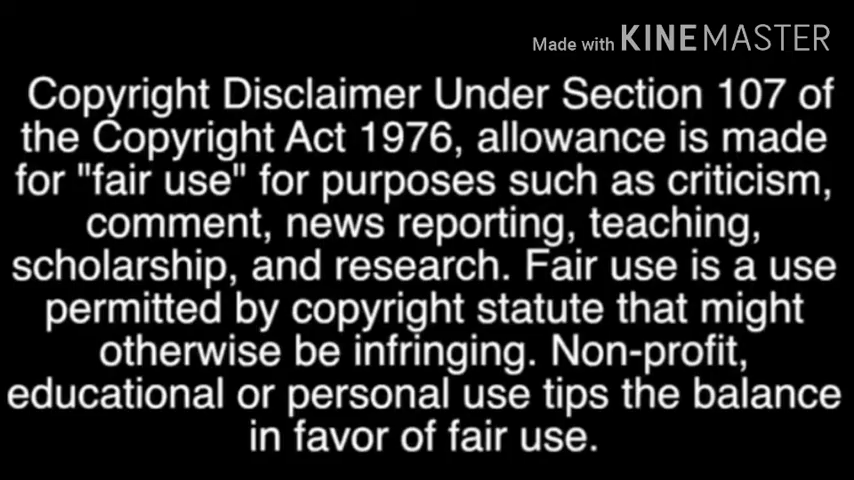 Made with KINEMASTER
Copyright Disclaimer Under Section 107 of
the Copyright Act 1976, allowance is made
for "fair use" for purposes such as criticism,
comment, news reporting, teaching,
scholarship, and research. Fair use is a use
permitted by copyright statute that might
otherwise be infringing. Non-profit,
educational or personal use tips the balance
in favor of fair use.